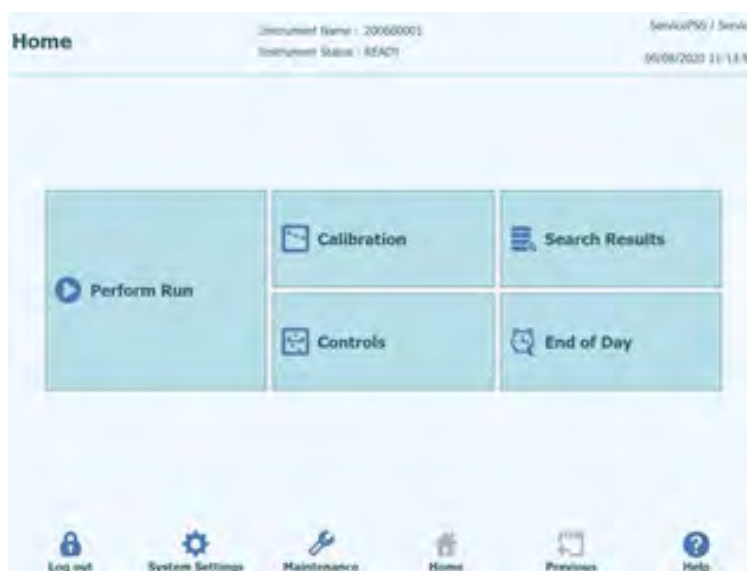 Home
Instrument Name : 200600001
Instrument Status : READY
Perform Run
Calibration
Search Results
Controls
End of Day
Log out
System Settings
Maintenance
Home
Previous
Help